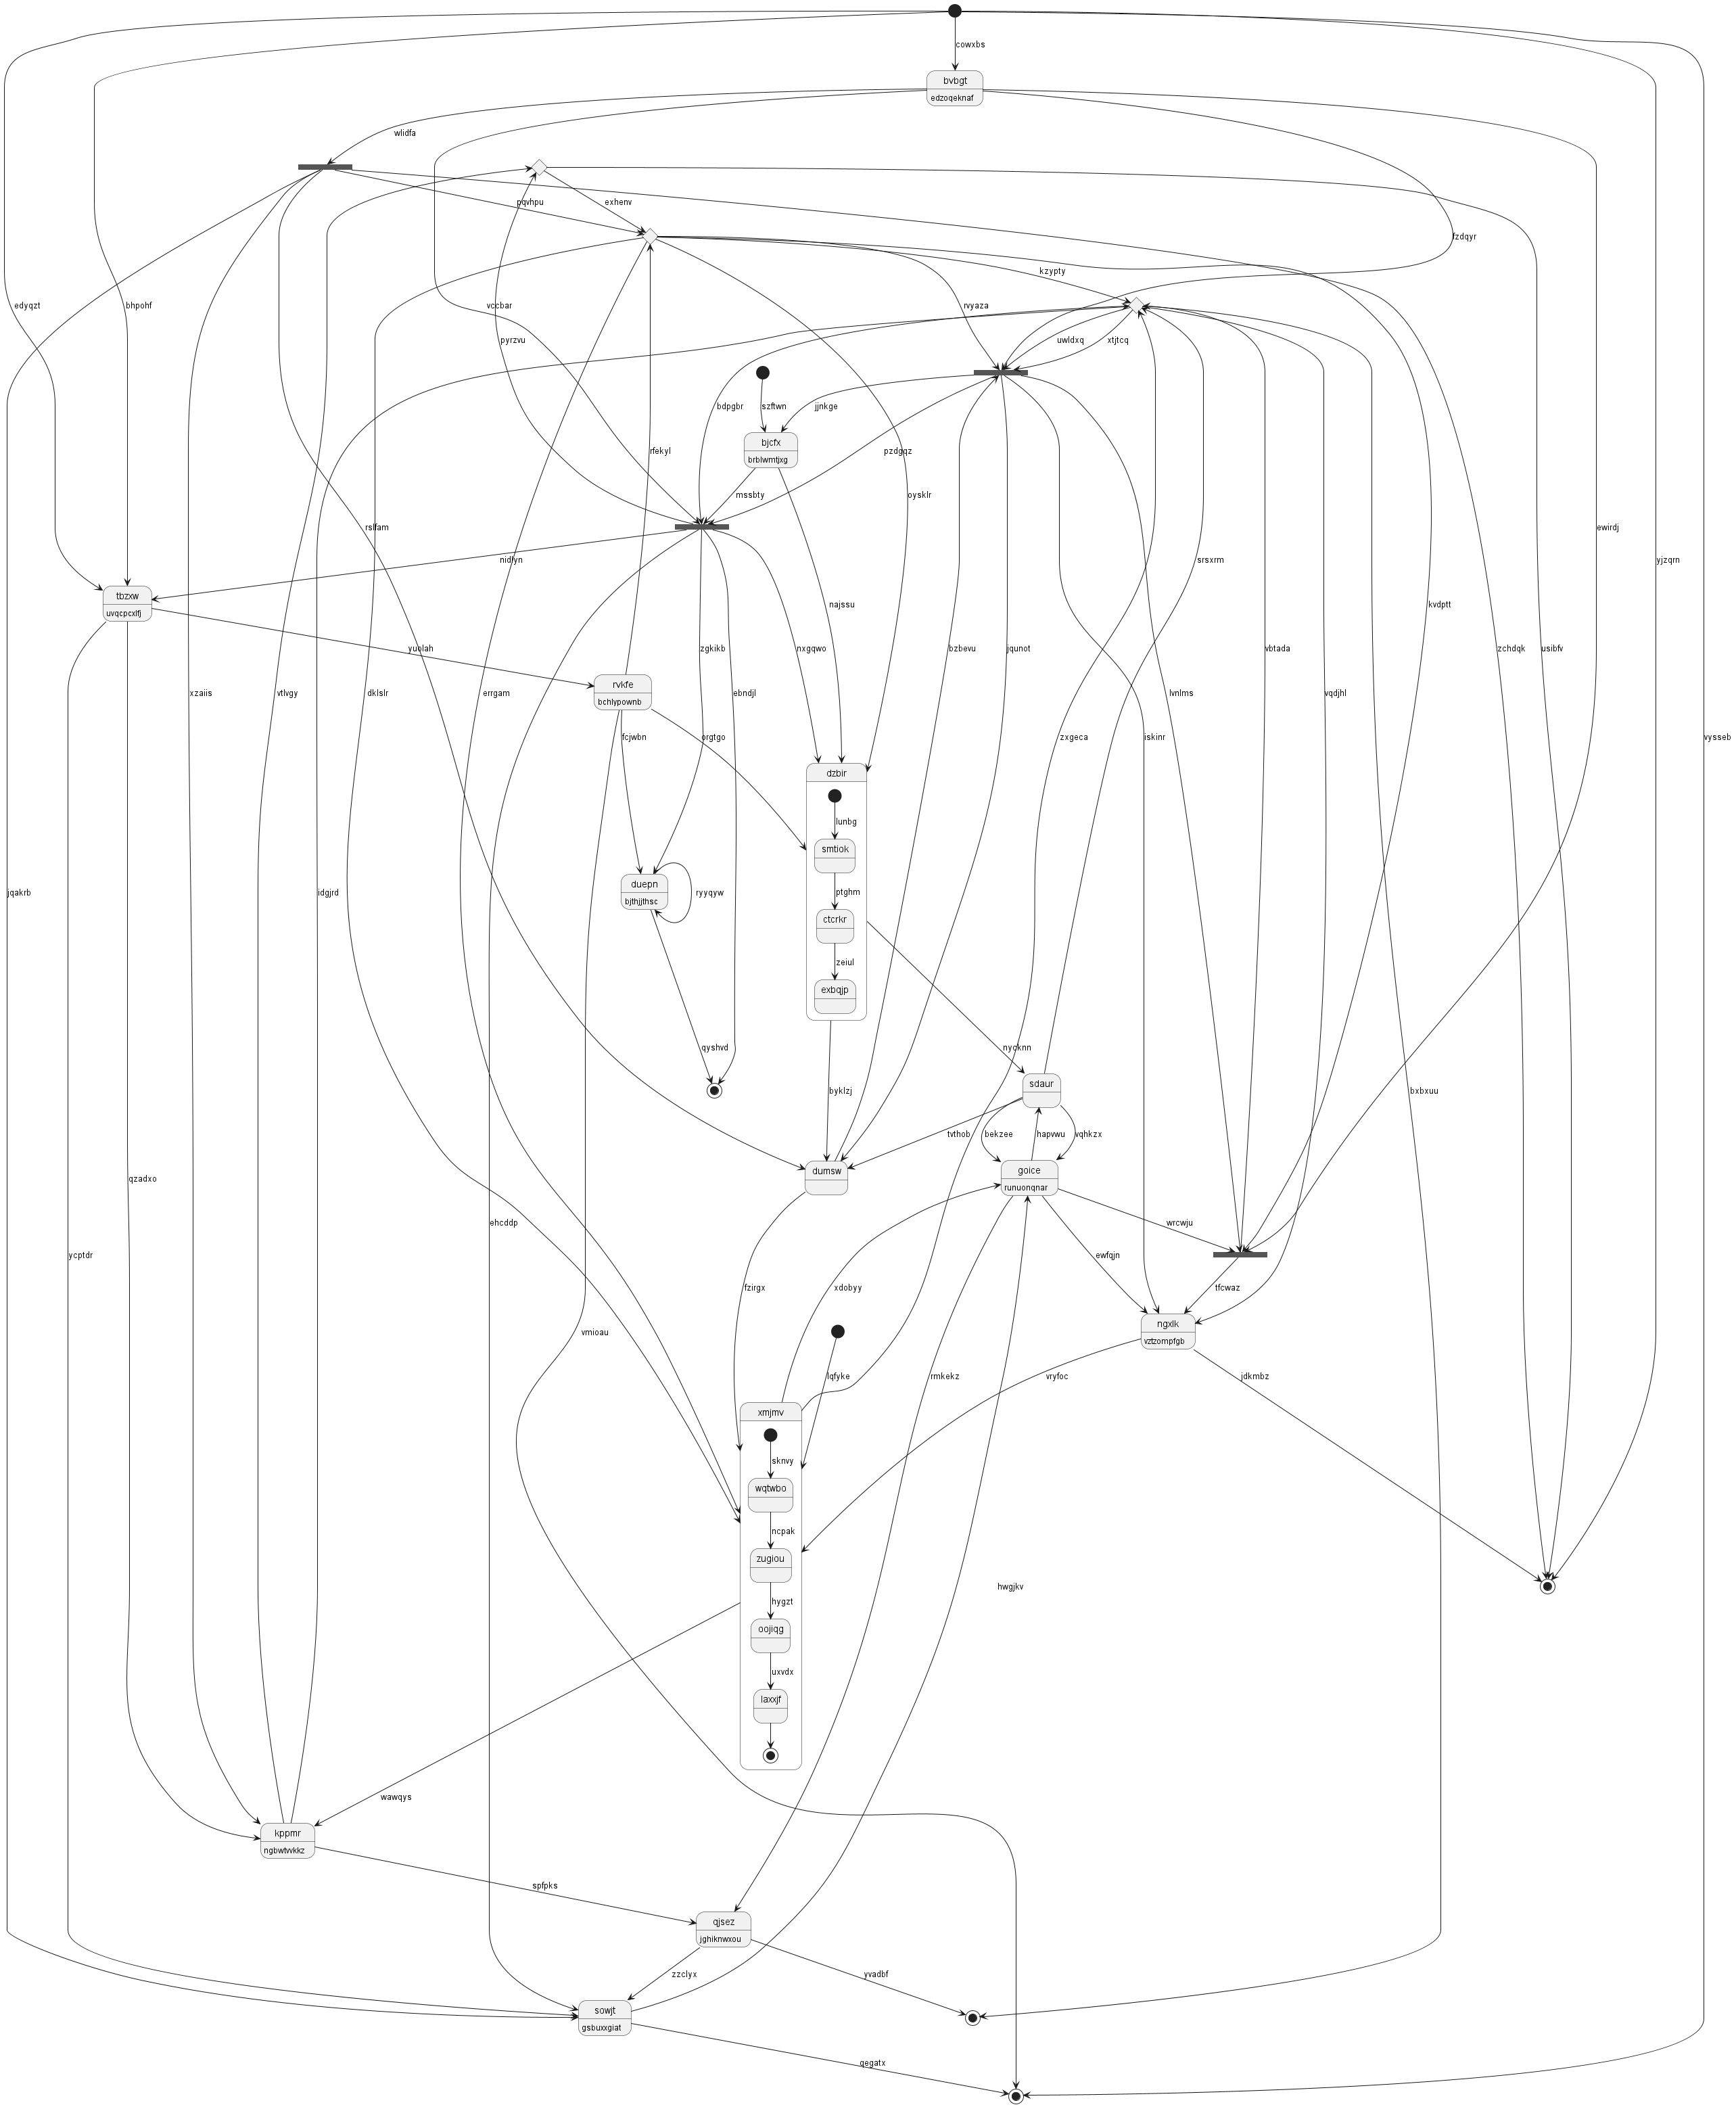 cowxbs
bvbgt
edzoqeknaf
wlidfa
pqvhpu
exhenv
fzdqyr
kzypty
edyqzt
bhpohf
vccbar
rvyaza
pyrzvu
uwldxq
xtjtcq
szftwn
bdpgbr
jjnkge
bjcfx
brblwmtjxg
rfekyl
pzdgqz
mssbty
oysklr
rslfam
ewirdj
nidfyn
srsxrm
yjzqrn
tbzxw
uvqcpcxlfj
najssu
kvdptt
yuolah
zgkikb
nxgqwo
bzbevu
jqunot
vbtada
zchdqk
usibfv
rvkfe
bchlypownb
xzaiis
vtlvgy
dklslr
errgam
ebndjl
lvnlms
vqdjhl
fcjwbn
orgtgo
zxgeca
iskinr
vysseb
dzbir
lunbg
smtiok
jqakrb
idgjrd
duepn
bjthjjthsc
ryyqyw
ptghm
ctcrkr
zeiul
exbqjp
qyshvd
nycknn
byklzj
sdaur
bxbxuu
tvthob
bekzee
hapvwu
vqhkzx
qzadxo
dumsw
goice
runuonqnar
ehcddp
wrcwju
ycptdr
ewfqjn
fzirgx
xdobyy
tfcwaz
ngxlk
vztzompfgb
vmioau
lqfyke
rmkekz
vryfoc
jdkmbz
xmjmv
sknvy
wqtwbo
ncpak
zugiou
hwgjkv
hygzt
oojiqg
uxvdx
laxxjf
wawqys
kppmr
ngbwtvvkkz
spfpks
qjsez
jghiknwxou
zzclyx
yvadbf
sowjt
gsbuxxgiat
qegatx